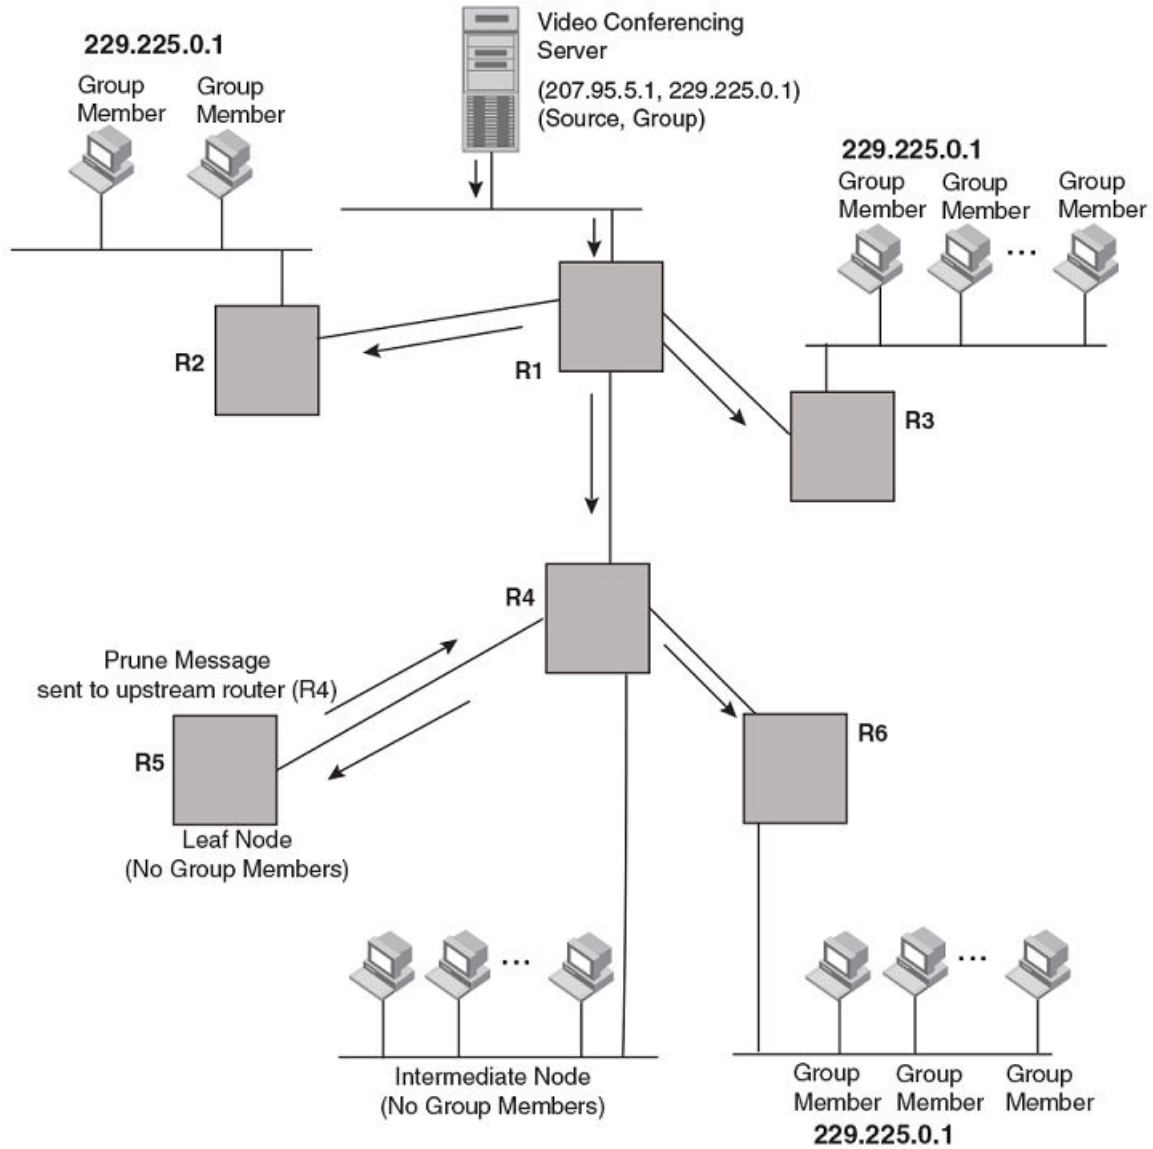 Video Conferencing
Server
(207.95.5.1, 229.225.0.1)
(Source, Group)
229.225.0.1
Group
Member
Group
Member
229.225.0.1
Group
Member
Group
Member
...
Group
Member
R2
R1
R3
R4
Prune Message
sent to upstream router (R4)
R5
Leaf Node
(No Group Members)
R6
...
Intermediate Node
(No Group Members)
...
Group
Member
Group
Member
Group
Member
229.225.0.1